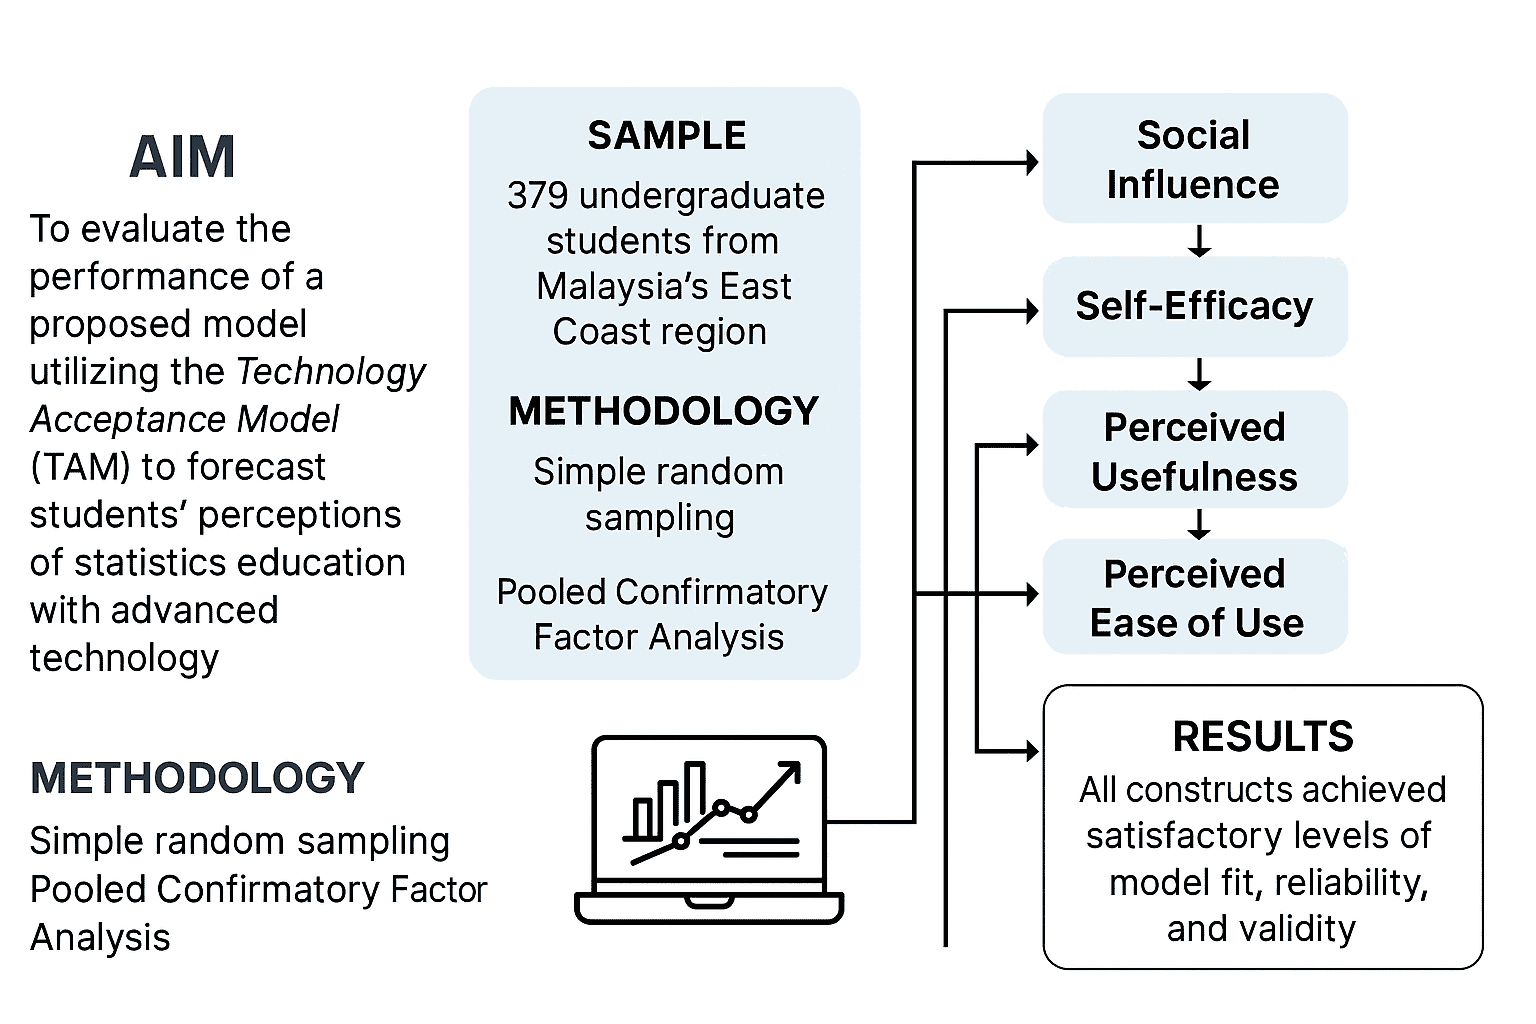 AIM
To evaluate the
performance of a
proposed model
utilizing the Technology
Acceptance Model
(TAM) to forecast
students’ perceptions
of statistics education
with advanced
technology
METHODOLOGY
Simple random sampling
Pooled Confirmatory Factor
Analysis
SAMPLE
379 undergraduate
students from
Malaysia’s East
Coast region
METHODOLOGY
Simple random
sampling
Pooled Confirmatory
Factor Analysis
Social
Influence
Self-Efficacy
Perceived
Usefulness
Perceived
Ease of Use
RESULTS
All constructs achieved
satisfactory levels of
model fit, reliability,
and validity